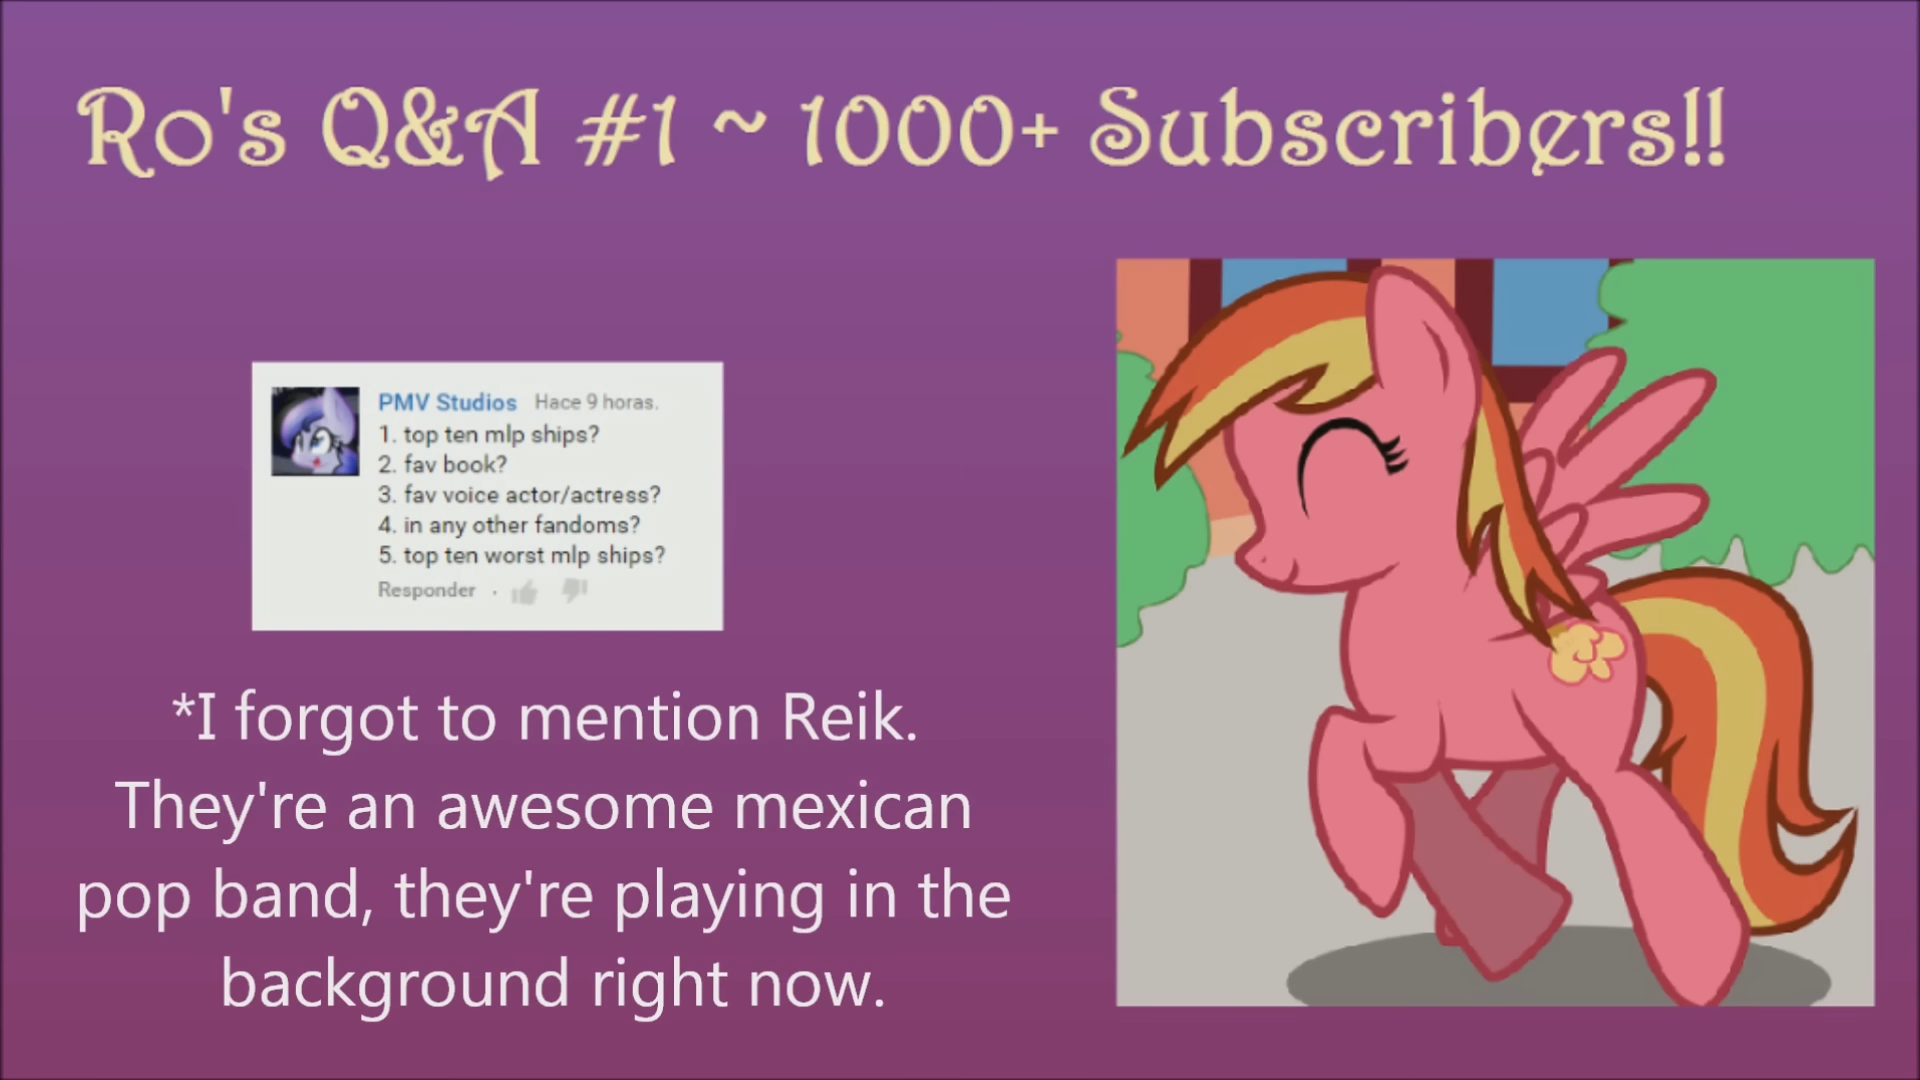 Ro's Q&A #1 ~ 1000+ Subscribers!!
PMV Studios Hace 9 horas.
1. top ten mlp ships?
2. fav book?
3. fav voice actor/actress?
4. in any other fandoms?
5. top ten worst mlp ships?
Responder ·
*I forgot to mention Reik.
They're an awesome mexican
pop band, they're playing in the
background right now.